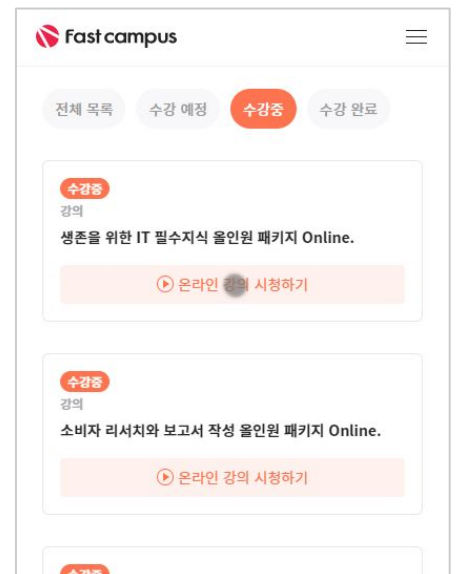 Fast campus
전체 목록 수강 예정 수강중 수강 완료
수강중
강의
생존을 위한 IT 필수지식 올인원 패키지 Online.
온라인 강의 시청하기
수강중
강의
소비자 리서치와 보고서 작성 올인원 패키지 Online.
온라인 강의 시청하기
수강중